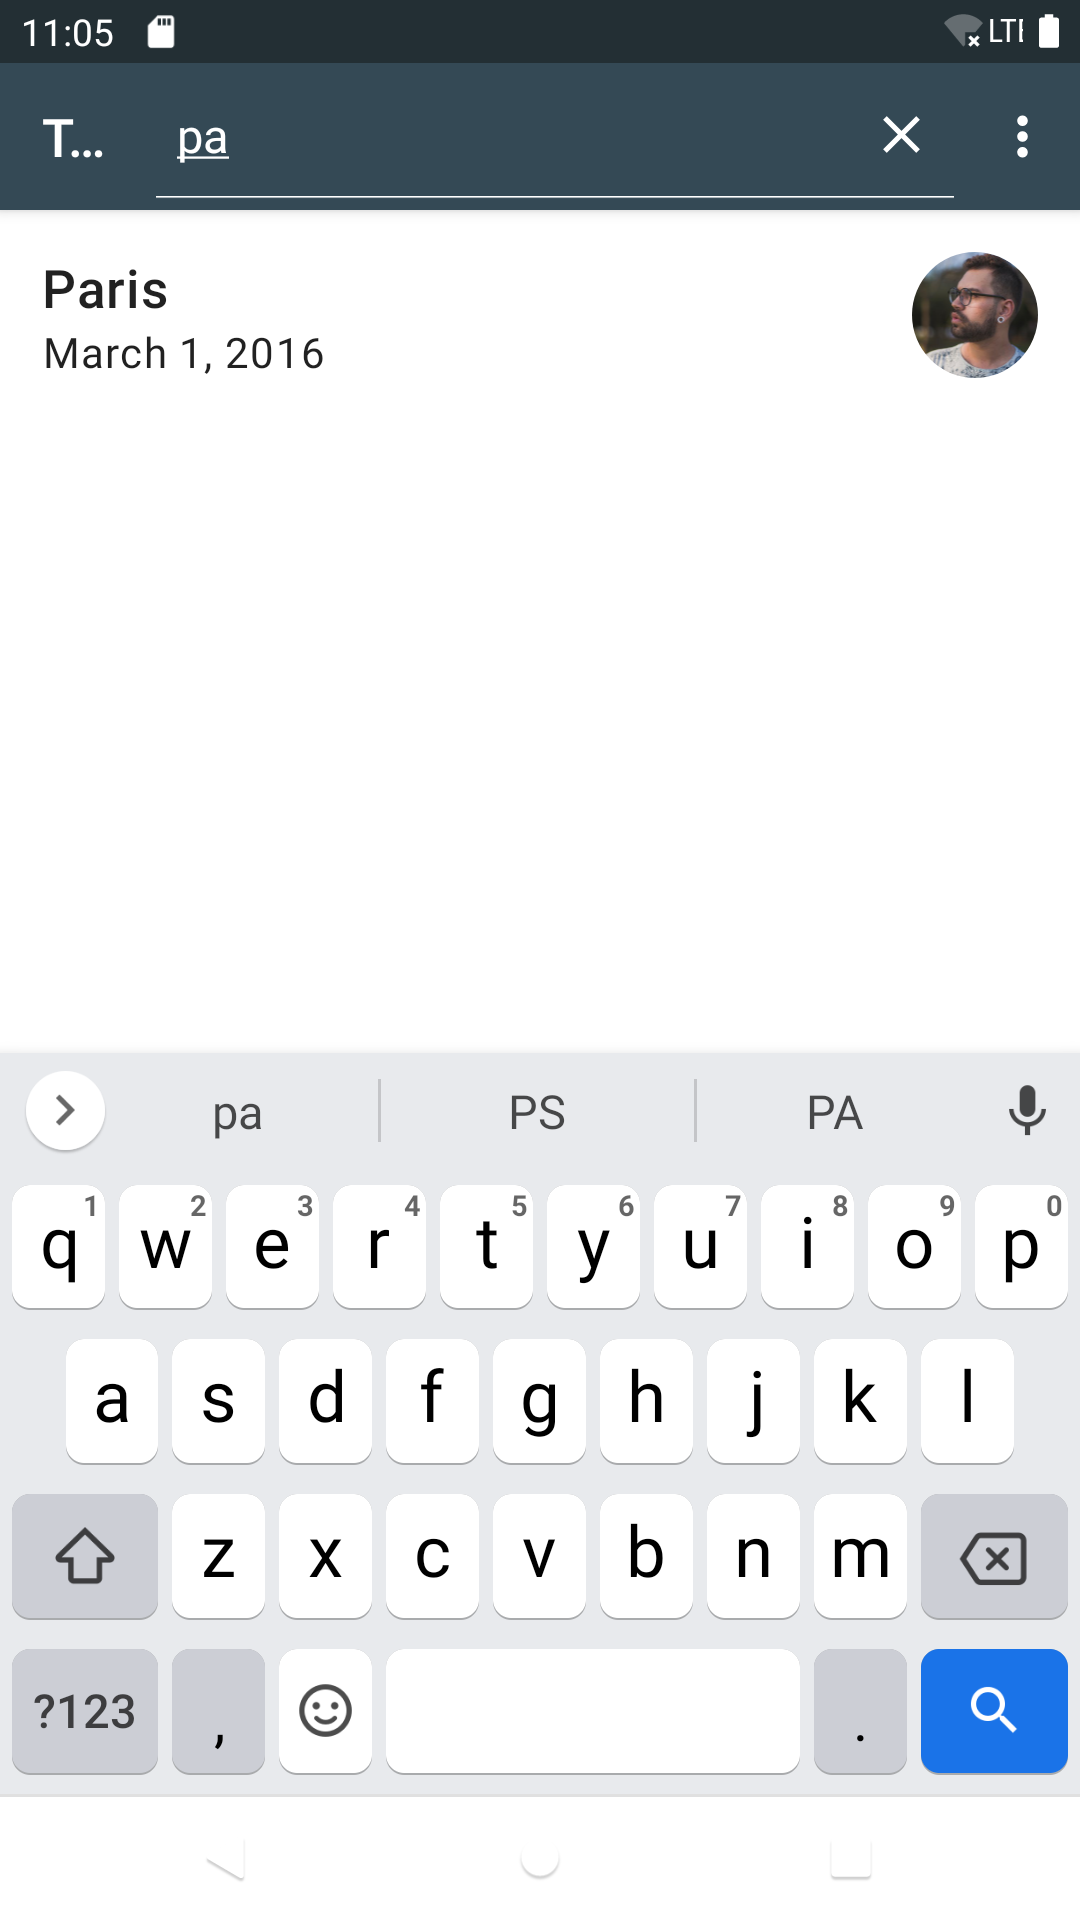 11:05 LTE
T... pa
Paris
March 1, 2016
pa PS PA
q 1 w 2 e 3 r 4 t 5 y 6 u 7 i 8 o 9 p 0
a s d f g h j k l
z x c v b n m
?123 , .